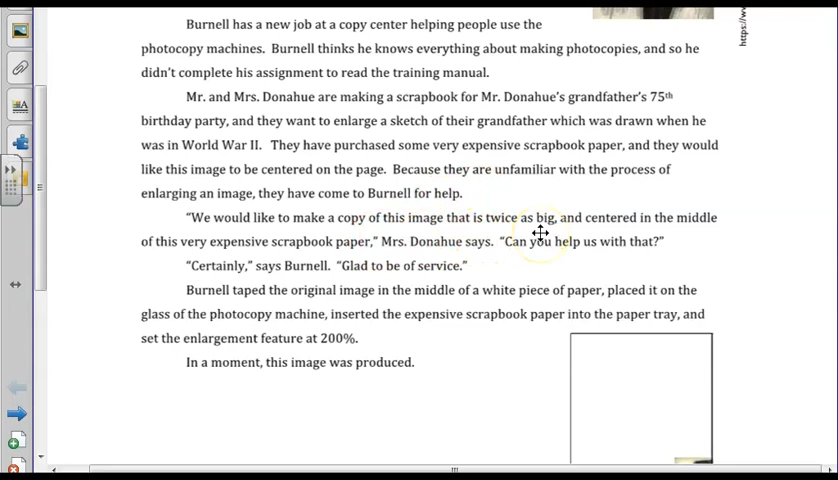 Burnell has a new job at a copy center helping people use the
photocopy machines. Burnell thinks he knows everything about making photocopies, and so he
didn't complete his assignment to read the training manual.
Mr. and Mrs. Donahue are making a scrapbook for Mr. Donahue's grandfather's 75th
birthday party, and they want to enlarge a sketch of their grandfather which was drawn when he
was in World War II. They have purchased some very expensive scrapbook paper, and they would
like this image to be centered on the page. Because they are unfamiliar with the process of
enlarging an image, they have come to Burnell for help.
"We would like to make a copy of this image that is twice as big, and centered in the middle
of this very expensive scrapbook paper," Mrs. Donahue says. "Can you help us with that?"
"Certainly," says Burnell. "Glad to be of service."
Burnell taped the original image in the middle of a white piece of paper, placed it on the
glass of the photocopy machine, inserted the expensive scrapbook paper into the paper tray, and
set the enlargement feature at 200%.
In a moment, this image was produced.